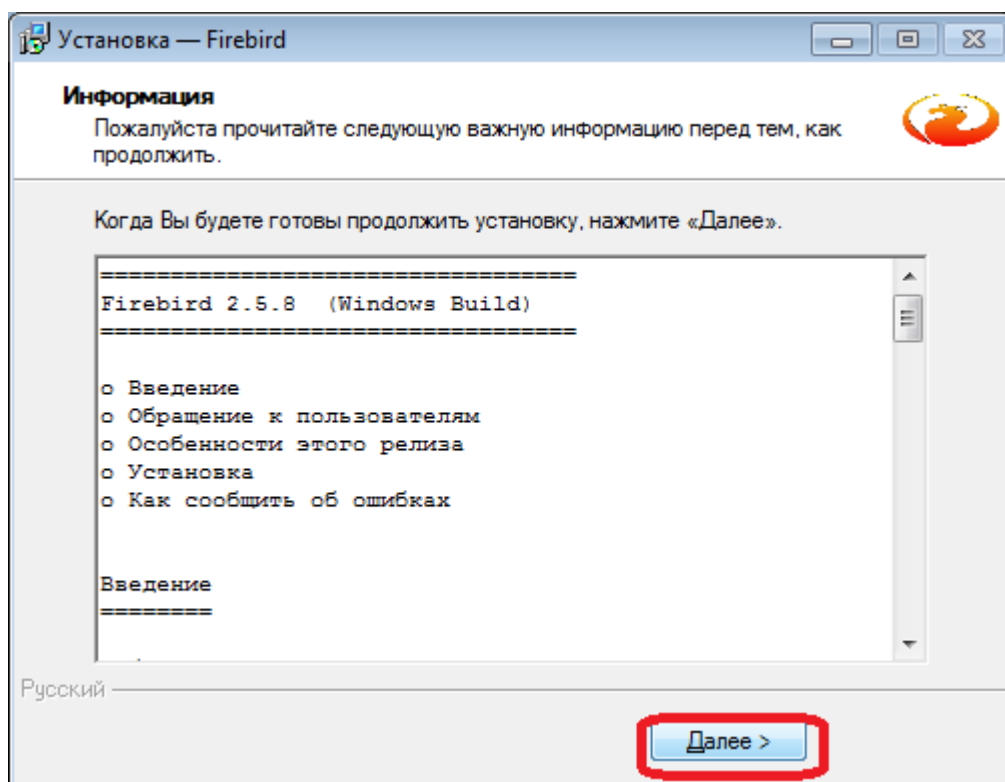 Установка — Firebird
Информация
Пожалуйста прочитайте следующую важную информацию перед тем, как
продолжить.
Когда Вы будете готовы продолжить установку, нажмите «Далее».
==================================
Firebird 2.5.8  (Windows Build)
==================================
o Введение
o Обращение к пользователям
o Особенности этого релиза
o Установка
o Как сообщить об ошибках
Введение
========
Русский
Далее >